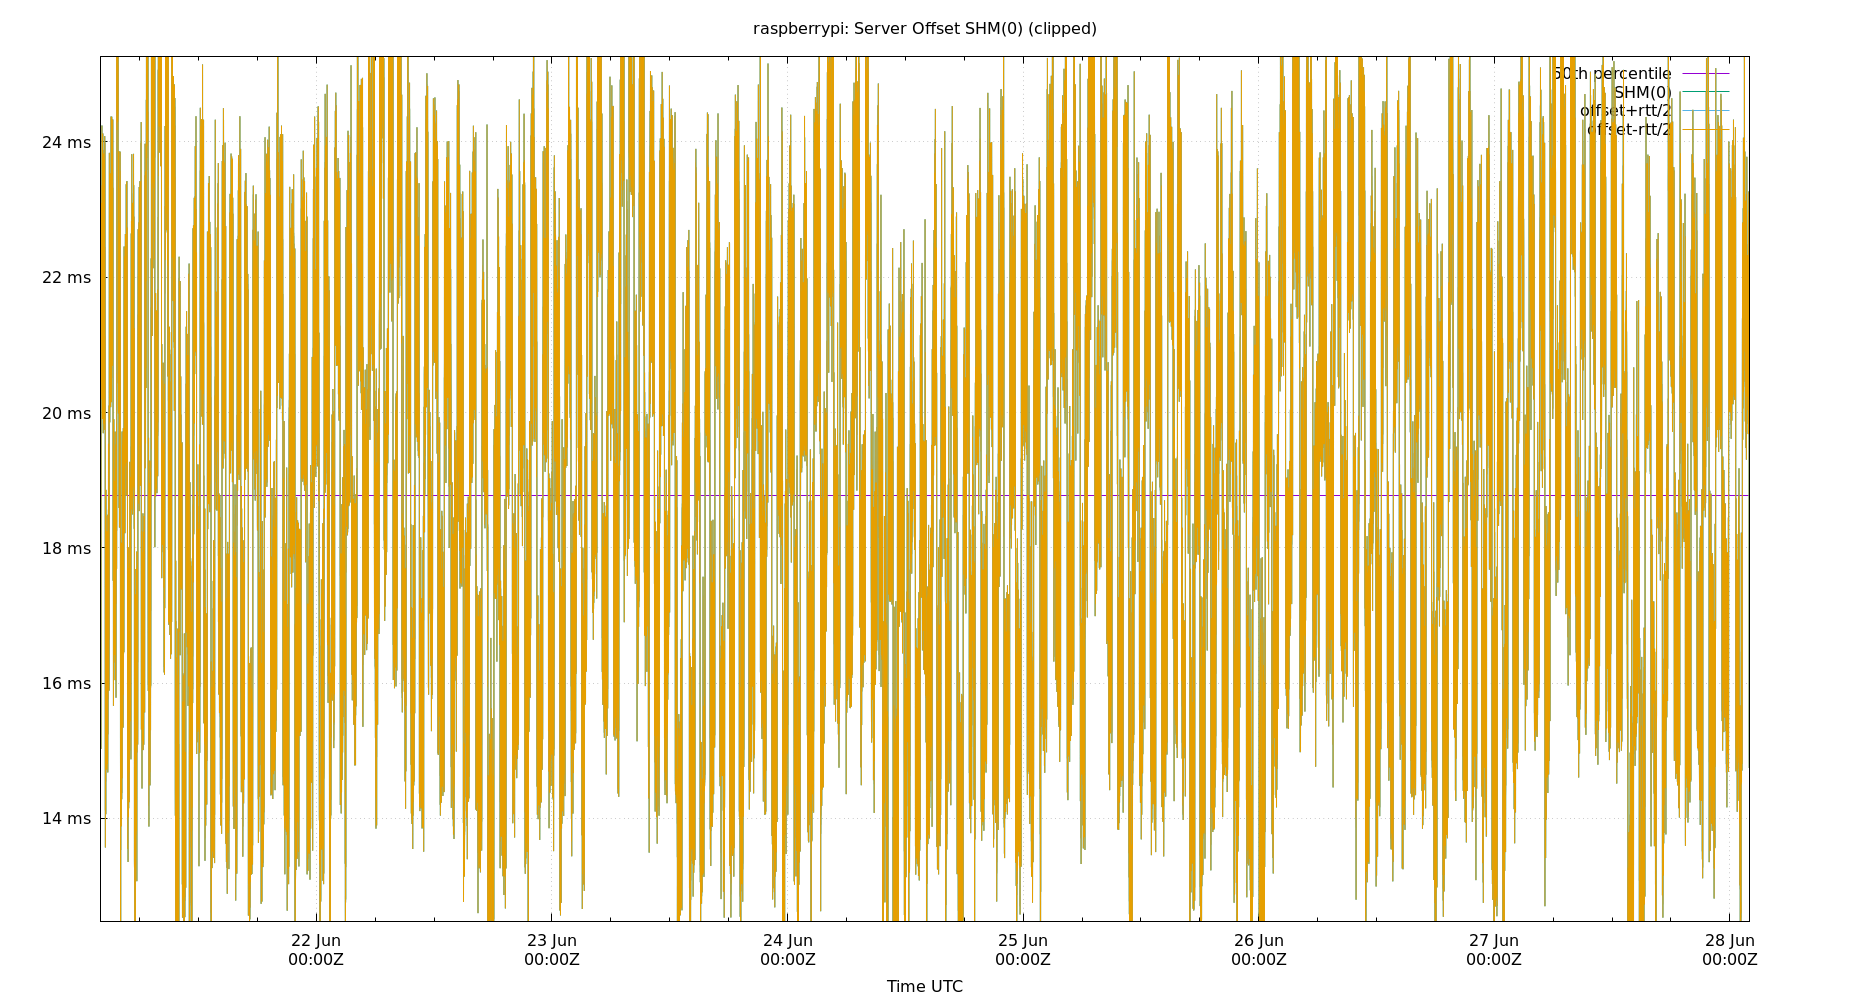 raspberrypi: Server Offset SHM(0) (clipped)
50th percentile
SHM(0)
offset+rtt/2
offset-rtt/2
24 ms
22 ms
20 ms
18 ms
16 ms
14 ms
22 Jun 23 Jun 24 Jun 25 Jun 26 Jun 27 Jun 28 Jun
00:00Z 00:00Z 00:00Z 00:00Z 00:00Z 00:00Z 00:00Z
Time UTC